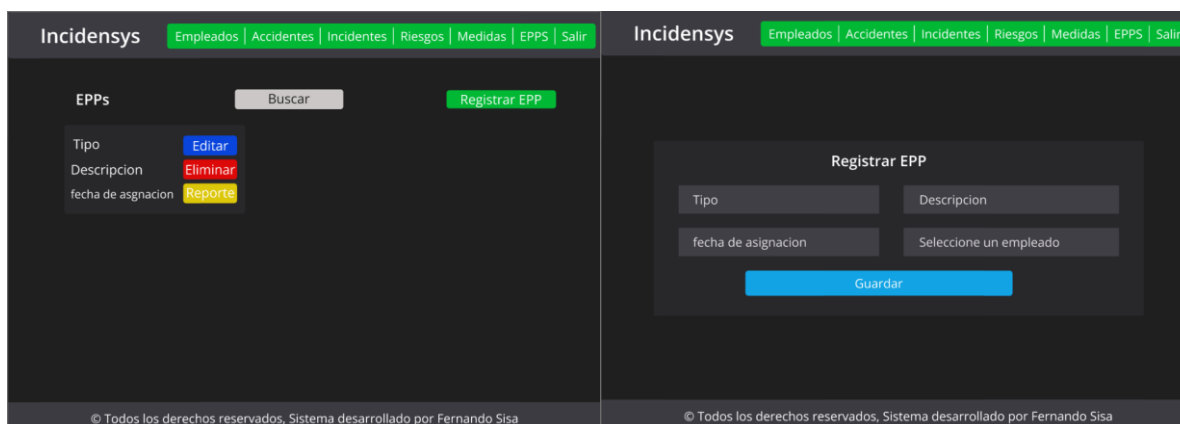 Incidensys
Empleados | Accidentes | Incidentes | Riesgos | Medidas | EPPS | Salir
EPPs
Buscar
Registrar EPP
Tipo
Editar
Descripcion
Eliminar
fecha de asgnacion
Reporte
© Todos los derechos reservados, Sistema desarrollado por Fernando Sisa
Incidensys
Empleados | Accidentes | Incidentes | Riesgos | Medidas | EPPS | Salir
Registrar EPP
Tipo
Descripcion
fecha de asignacion
Seleccione un empleado
Guardar
© Todos los derechos reservados, Sistema desarrollado por Fernando Sisa